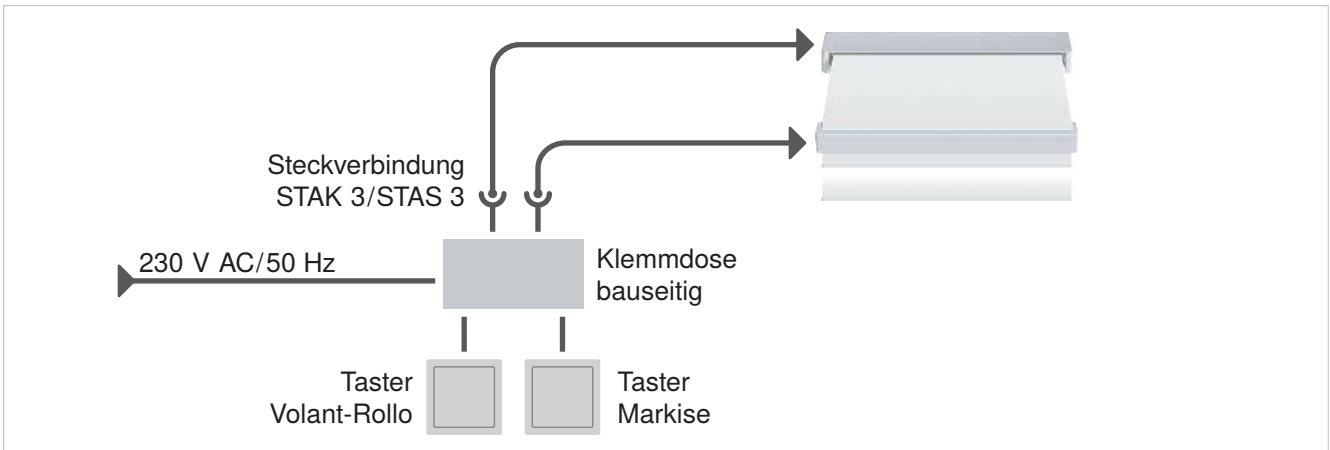 Steckverbindung
STAK 3/STAS 3
230 V AC/50 Hz
Klemmdose
bauseitig
Taster
Volant-Rollo
Taster
Markise